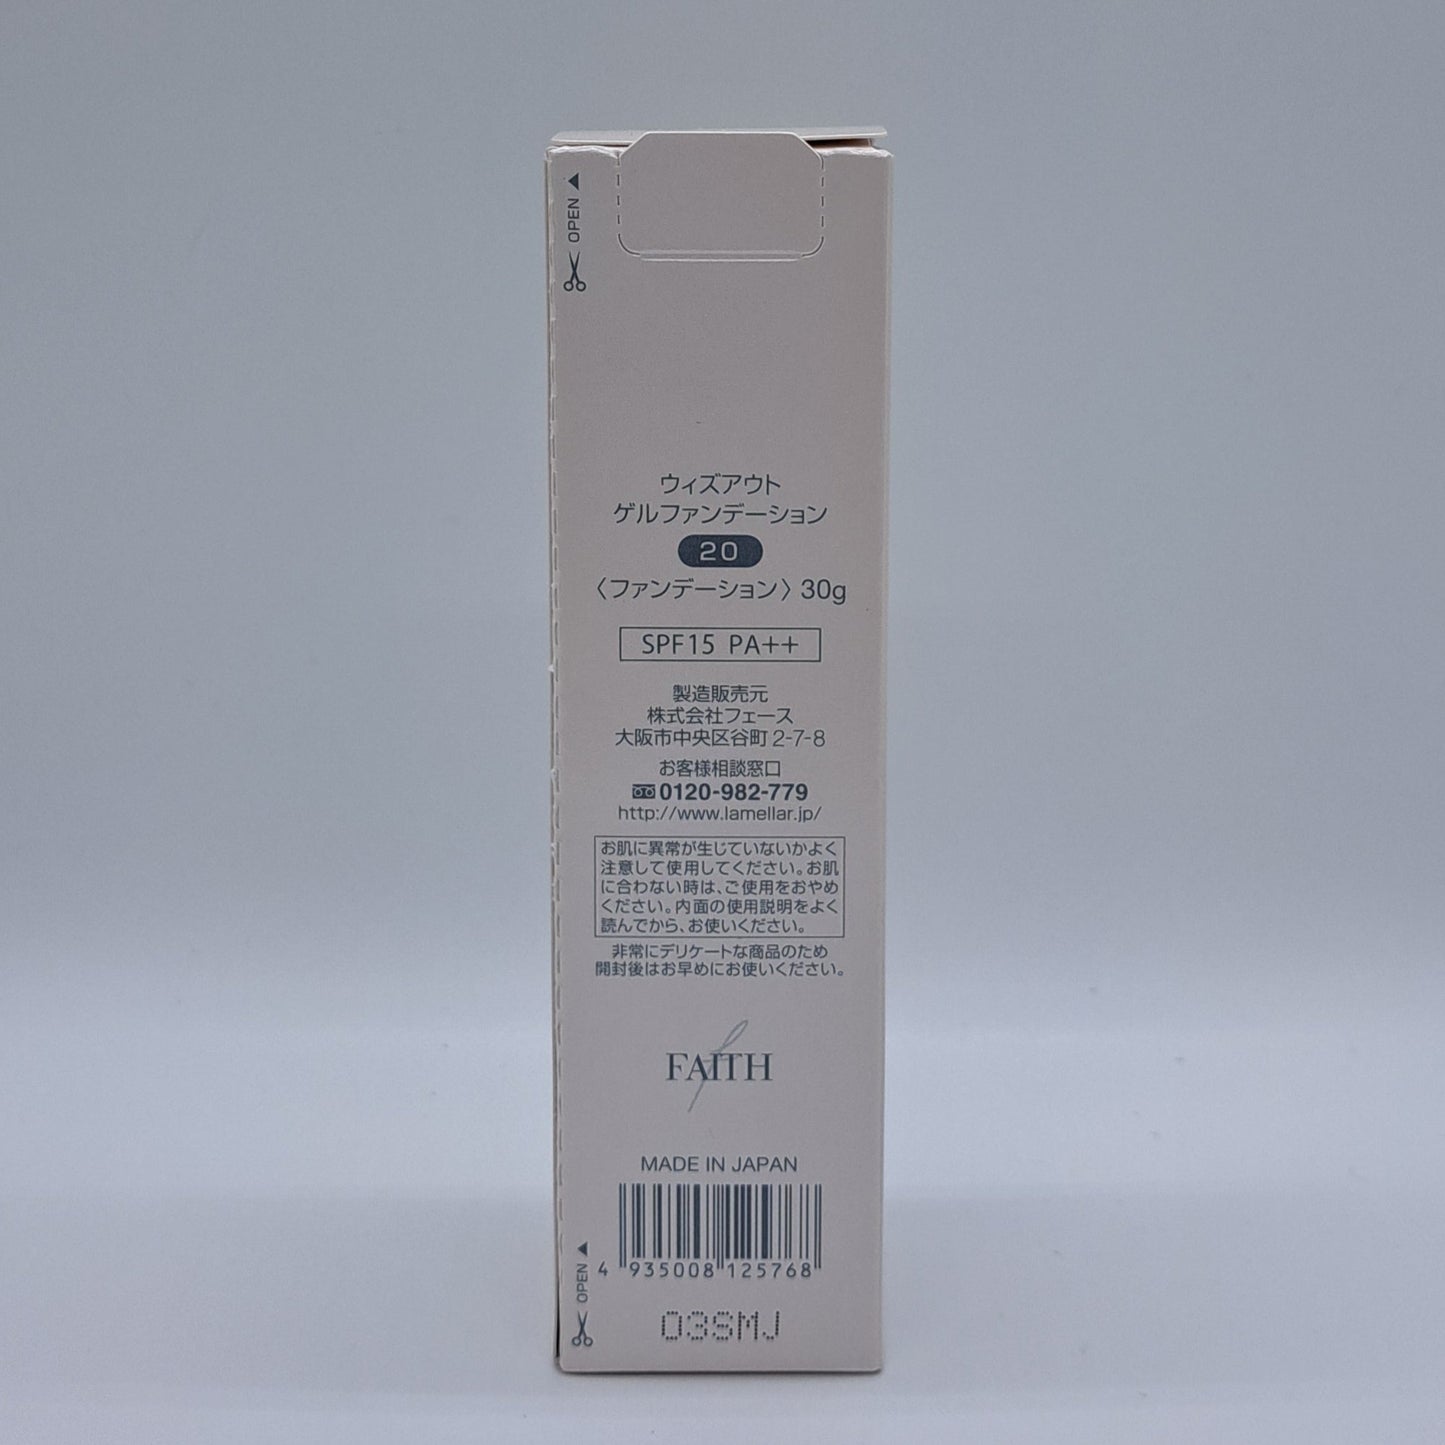 OPEN
ウィズアウト
ゲルファンデーション
20
〈ファンデーション〉30g
SPF15 PA++
製造販売元
株式会社フェース
大阪市中央区谷町2-7-8
お客様相談窓口
0120-982-779
http://www.lamellar.jp/
お肌に異常が生じていないかよく
注意して使用してください。お肌
に合わない時は、ご使用をおやめ
ください。内面の使用説明をよく
読んでから、お使いください。
非常にデリケートな商品のため
開封後はお早めにお使いください。
f
FAITH
MADE IN JAPAN
4 935008 125768
OPEN
03SMJ